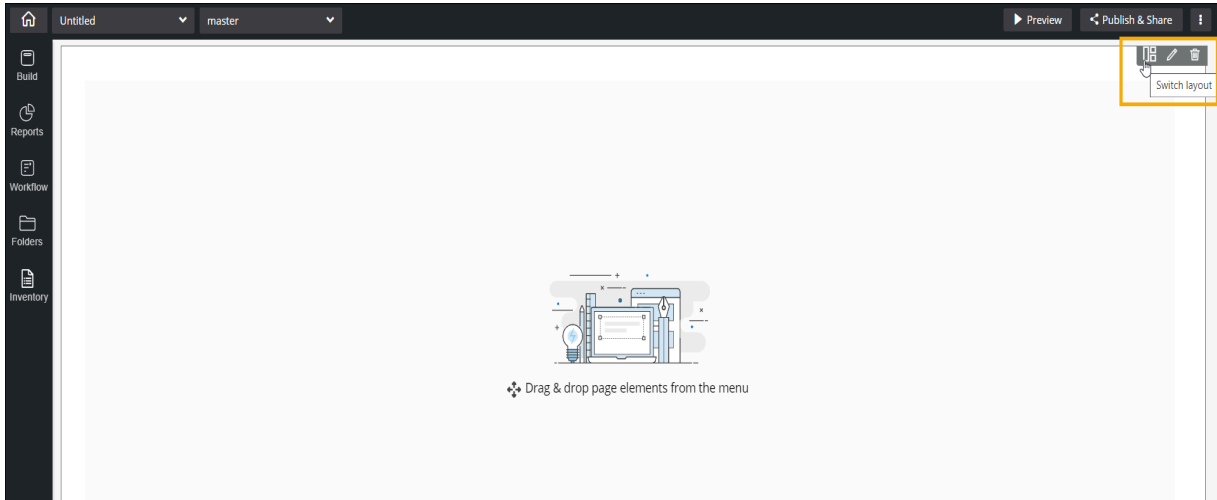 Untitled
master
Preview
Publish & Share
Build
Reports
Workflow
Folders
Inventory
Switch layout
Drag & drop page elements from the menu